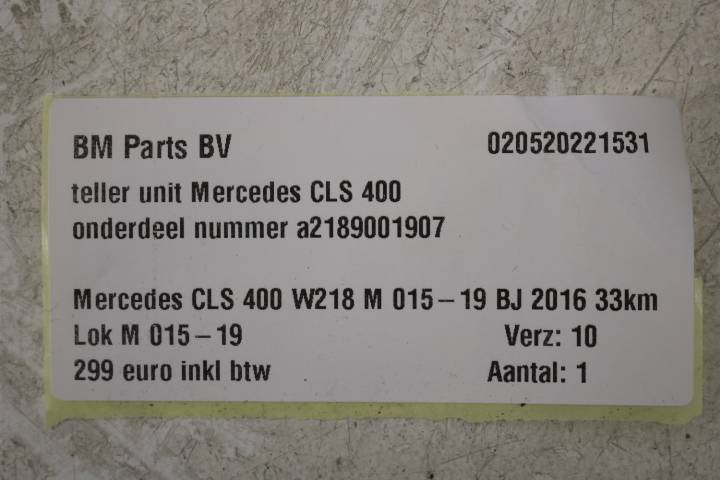 BM Parts BV 020520221531
teller unit Mercedes CLS 400
onderdeel nummer a2189001907
Mercedes CLS 400 W218 M 015-19 BJ 2016 33km
Lok M 015-19 Verz: 10
299 euro inkl btw Aantal: 1